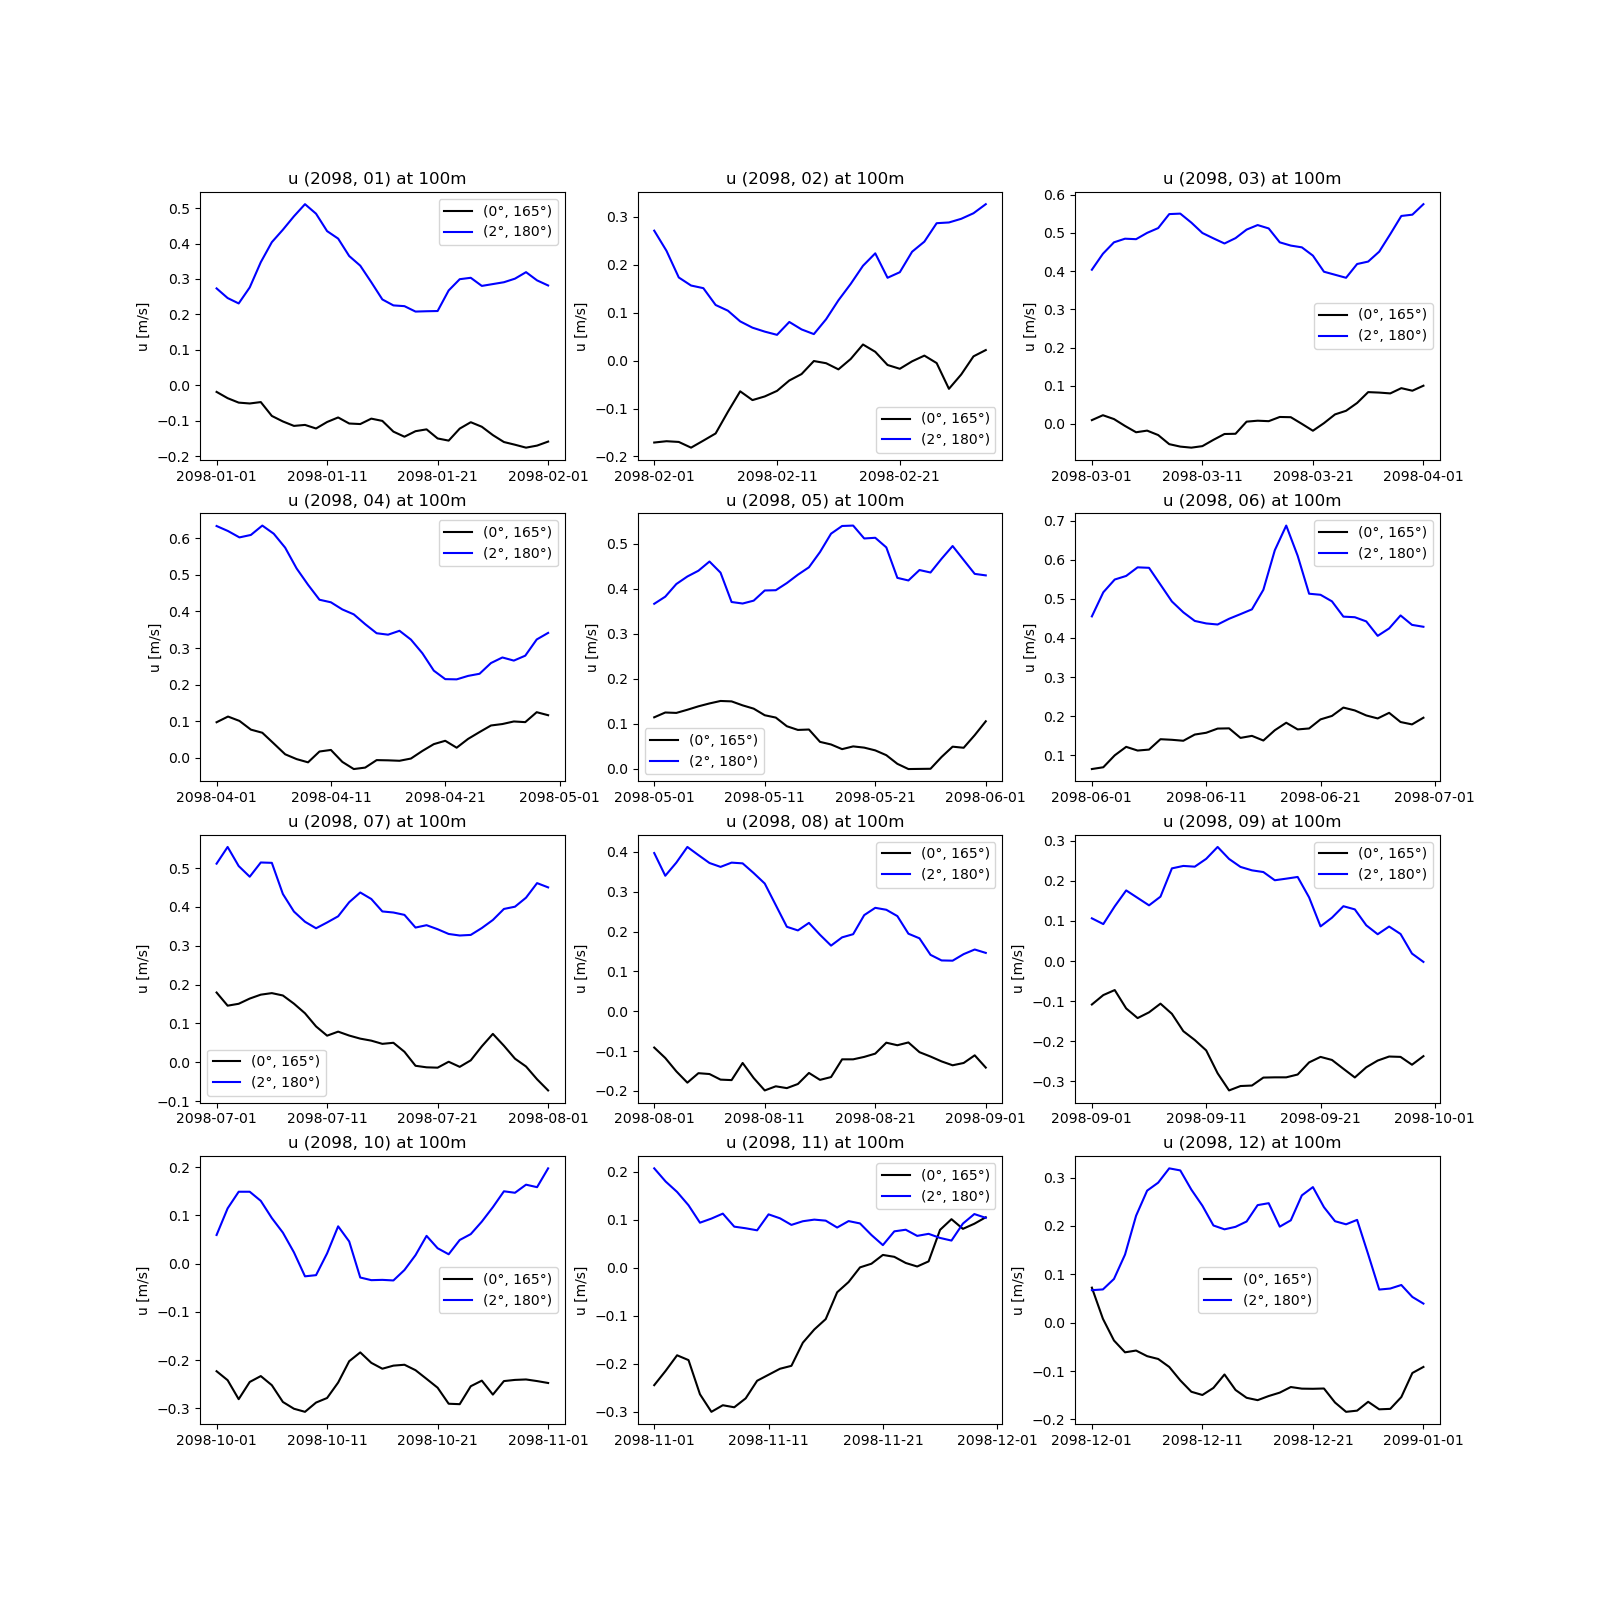 u (2098, 01) at 100m
u [m/s]
0.5
0.4
0.3
0.2
0.1
0.0
−0.1
−0.2
(0°, 165°)
(2°, 180°)
2098-01-01 2098-01-11 2098-01-21 2098-02-01
u (2098, 02) at 100m
u [m/s]
0.3
0.2
0.1
0.0
−0.1
−0.2
(0°, 165°)
(2°, 180°)
2098-02-01 2098-02-11 2098-02-21
u (2098, 03) at 100m
u [m/s]
0.6
0.5
0.4
0.3
0.2
0.1
0.0
(0°, 165°)
(2°, 180°)
2098-03-01 2098-03-11 2098-03-21 2098-04-01
u (2098, 04) at 100m
u [m/s]
0.6
0.5
0.4
0.3
0.2
0.1
0.0
(0°, 165°)
(2°, 180°)
2098-04-01 2098-04-11 2098-04-21 2098-05-01
u (2098, 05) at 100m
u [m/s]
0.5
0.4
0.3
0.2
0.1
0.0
(0°, 165°)
(2°, 180°)
2098-05-01 2098-05-11 2098-05-21 2098-06-01
u (2098, 06) at 100m
u [m/s]
0.7
0.6
0.5
0.4
0.3
0.2
0.1
(0°, 165°)
(2°, 180°)
2098-06-01 2098-06-11 2098-06-21 2098-07-01
u (2098, 07) at 100m
u [m/s]
0.5
0.4
0.3
0.2
0.1
0.0
−0.1
(0°, 165°)
(2°, 180°)
2098-07-01 2098-07-11 2098-07-21 2098-08-01
u (2098, 08) at 100m
u [m/s]
0.4
0.3
0.2
0.1
0.0
−0.1
−0.2
(0°, 165°)
(2°, 180°)
2098-08-01 2098-08-11 2098-08-21 2098-09-01
u (2098, 09) at 100m
u [m/s]
0.3
0.2
0.1
0.0
−0.1
−0.2
−0.3
(0°, 165°)
(2°, 180°)
2098-09-01 2098-09-11 2098-09-21 2098-10-01
u (2098, 10) at 100m
u [m/s]
0.2
0.1
0.0
−0.1
−0.2
−0.3
(0°, 165°)
(2°, 180°)
2098-10-01 2098-10-11 2098-10-21 2098-11-01
u (2098, 11) at 100m
u [m/s]
0.2
0.1
0.0
−0.1
−0.2
−0.3
(0°, 165°)
(2°, 180°)
2098-11-01 2098-11-11 2098-11-21 2098-12-01
u (2098, 12) at 100m
u [m/s]
0.3
0.2
0.1
0.0
−0.1
−0.2
(0°, 165°)
(2°, 180°)
2098-12-01 2098-12-11 2098-12-21 2099-01-01